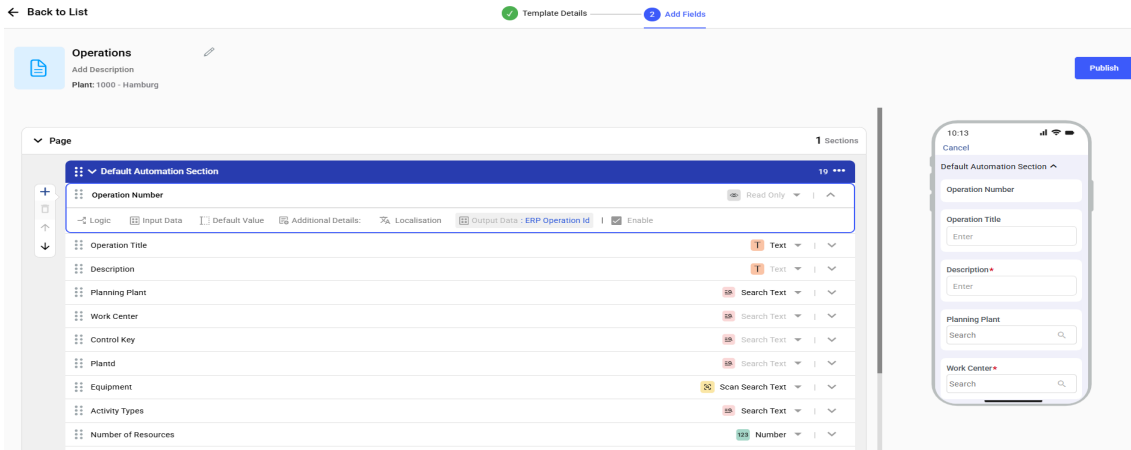 Back to List
Template Details
2 Add Fields
Operations
Add Description
Plant: 1000 - Hamburg
Publish
Page
1 Sections
Default Automation Section
19
Operation Number
Read Only
Logic
Input Data
Default Value
Additional Details:
Localisation
Output Data : ERP Operation Id
Enable
Operation Title
T Text
Description
T Text
Planning Plant
Search Text
Work Center
Search Text
Control Key
Search Text
Plantd
Search Text
Equipment
Scan Search Text
Activity Types
Search Text
Number of Resources
123 Number
10:13
Cancel
Default Automation Section
Operation Number
Operation Title
Enter
Description*
Enter
Planning Plant
Search
Work Center*
Search